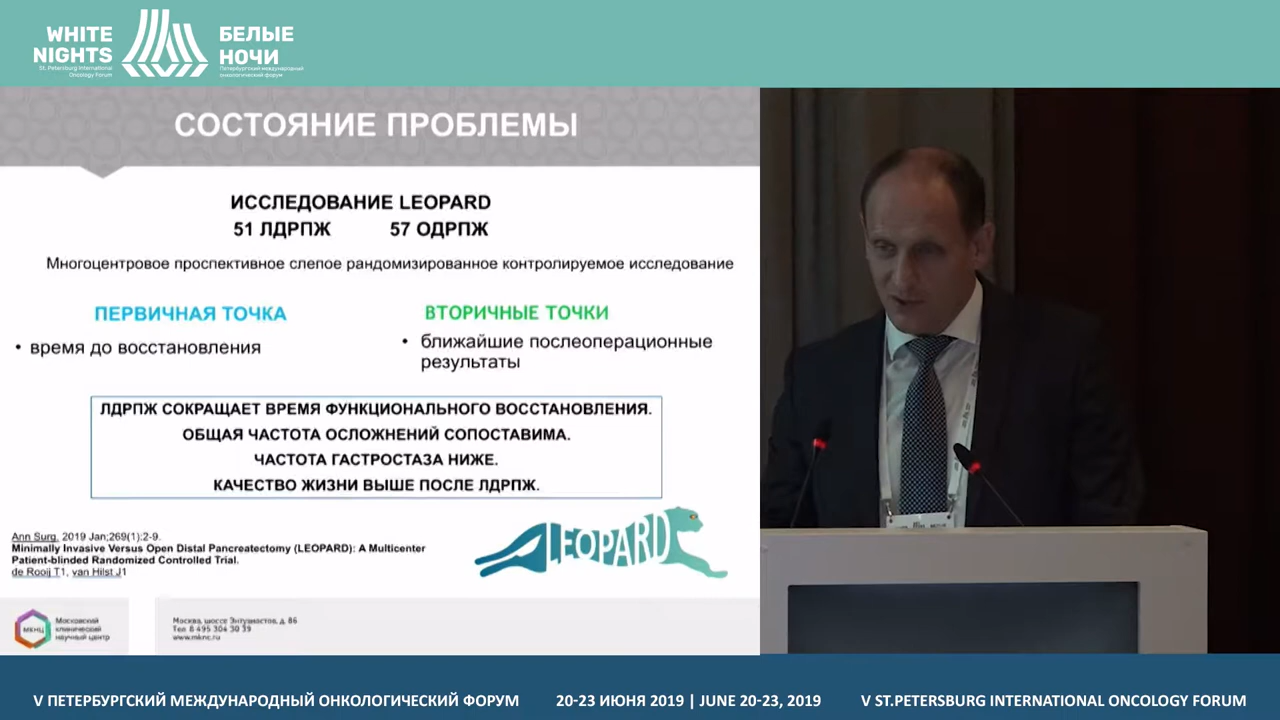 WHITE
NIGHTS
St. Petersburg International
Oncology Forum
БЕЛЫЕ
НОЧИ
Петербургский международный
онкологический форум
СОСТОЯНИЕ ПРОБЛЕМЫ
ИССЛЕДОВАНИЕ LEOPARD
51 ЛДРПЖ 57 ОДРПЖ
Многоцентровое проспективное слепое рандомизированное контролируемое исследование
ПЕРВИЧНАЯ ТОЧКА
• время до восстановления
ВТОРИЧНЫЕ ТОЧКИ
• ближайшие послеоперационные
результаты
ЛДРПЖ СОКРАЩАЕТ ВРЕМЯ ФУНКЦИОНАЛЬНОГО ВОССТАНОВЛЕНИЯ.
ОБЩАЯ ЧАСТОТА ОСЛОЖНЕНИЙ СОПОСТАВИМА.
ЧАСТОТА ГАСТРОСТАЗА НИЖЕ.
КАЧЕСТВО ЖИЗНИ ВЫШЕ ПОСЛЕ ЛДРПЖ.
Ann Surg. 2019 Jan;269(1):2-9.
Minimally Invasive Versus Open Distal Pancreatectomy (LEOPARD): A Multicenter
Patient-blinded Randomized Controlled Trial.
de Rooij T1, van Hilst J1
LEOPARD
МКНЦ
Московский
клинический
научный центр
Москва, шоссе Энтузиастов, д. 86
Тел. 8 495 304 30 39
www.mknc.ru
V ПЕТЕРБУРГСКИЙ МЕЖДУНАРОДНЫЙ ОНКОЛОГИЧЕСКИЙ ФОРУМ
20-23 ИЮНЯ 2019 | JUNE 20-23, 2019
V ST.PETERSBURG INTERNATIONAL ONCOLOGY FORUM